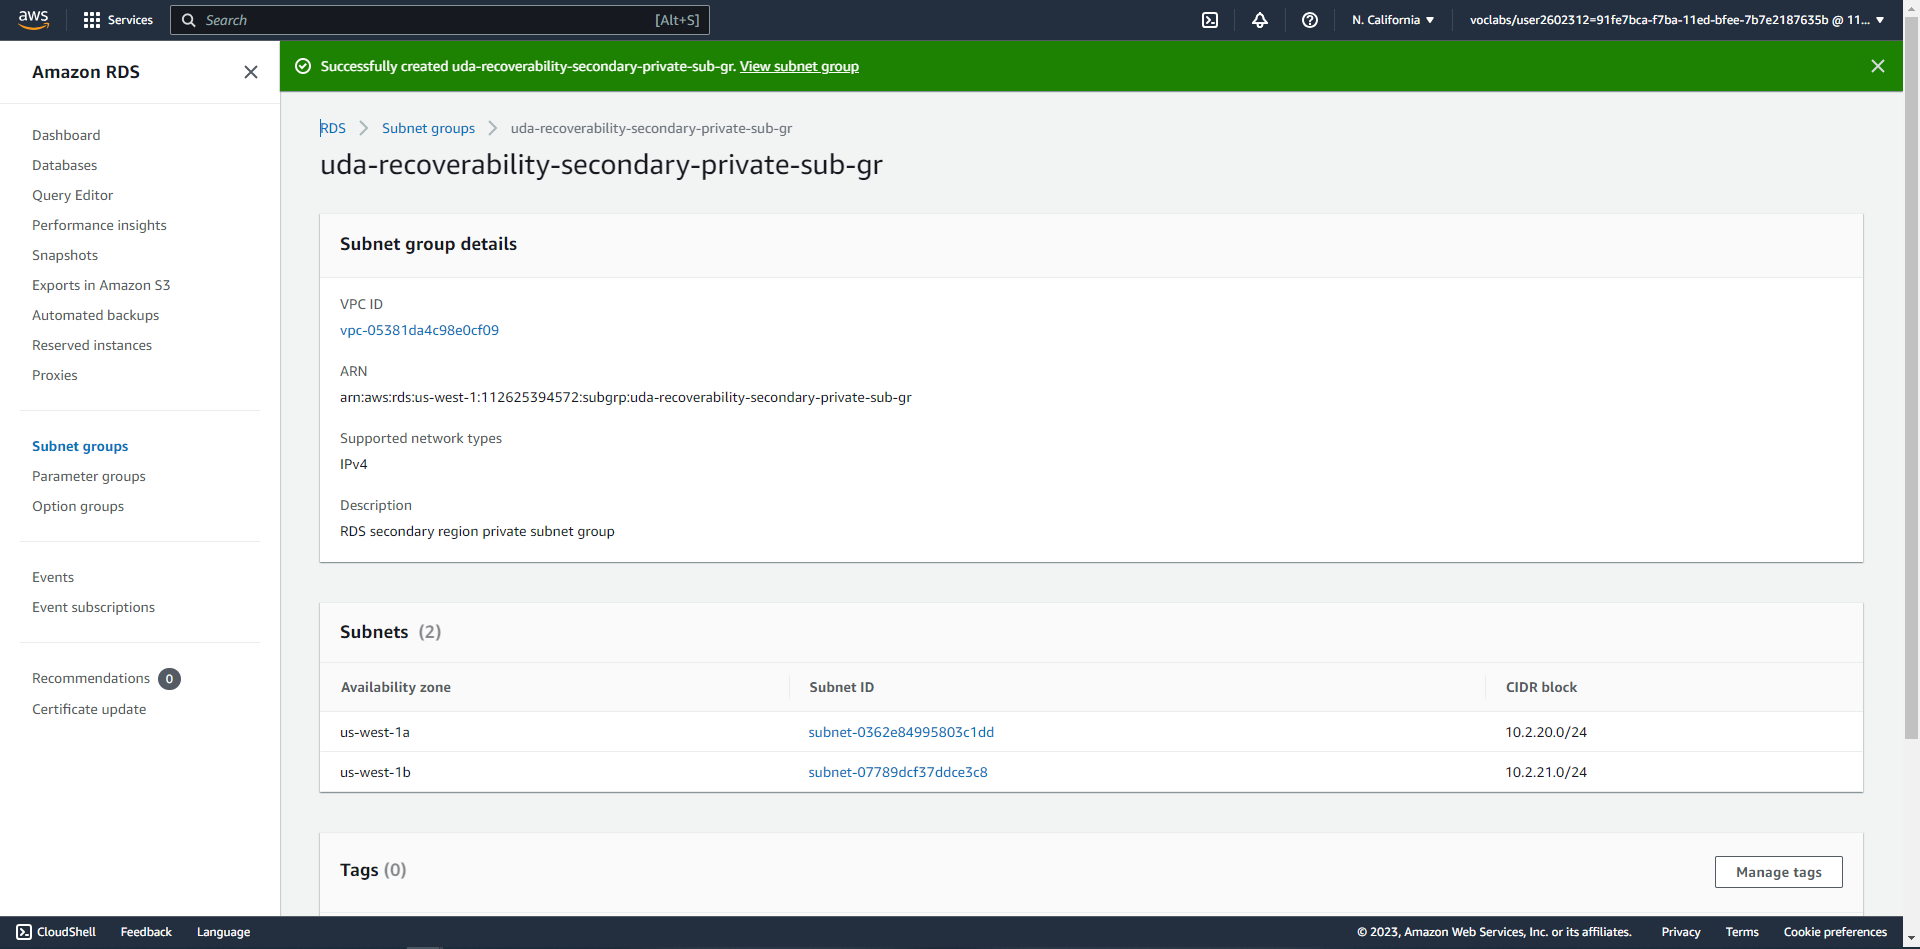 aws
Services
Search
[Alt+S]
N. California
voclabs/user2602312=91fe7bca-f7ba-11ed-bfee-7b7e2187635b @ 11...
Amazon RDS
Successfully created uda-recoverability-secondary-private-sub-gr. View subnet group
Dashboard
Databases
Query Editor
Performance insights
Snapshots
Exports in Amazon S3
Automated backups
Reserved instances
Proxies
Subnet groups
Parameter groups
Option groups
Events
Event subscriptions
Recommendations 0
Certificate update
RDS
Subnet groups
uda-recoverability-secondary-private-sub-gr
uda-recoverability-secondary-private-sub-gr
Subnet group details
VPC ID
vpc-05381da4c98e0cf09
ARN
arn:aws:rds:us-west-1:112625394572:subgrp:uda-recoverability-secondary-private-sub-gr
Supported network types
IPv4
Description
RDS secondary region private subnet group
Subnets (2)
Availability zone
Subnet ID
CIDR block
us-west-1a
subnet-0362e84995803c1dd
10.2.20.0/24
us-west-1b
subnet-07789dcf37ddce3c8
10.2.21.0/24
Tags (0)
Manage tags
CloudShell
Feedback
Language
© 2023, Amazon Web Services, Inc. or its affiliates.
Privacy
Terms
Cookie preferences